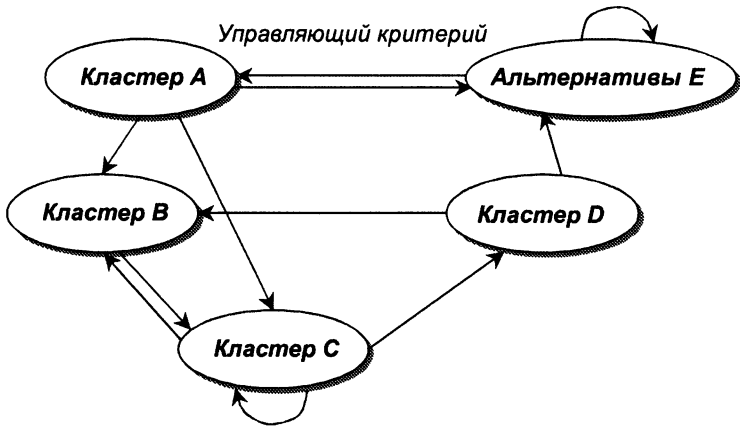 Управляющий критерий
Кластер A
Альтернативы E
Кластер B
Кластер D
Кластер C